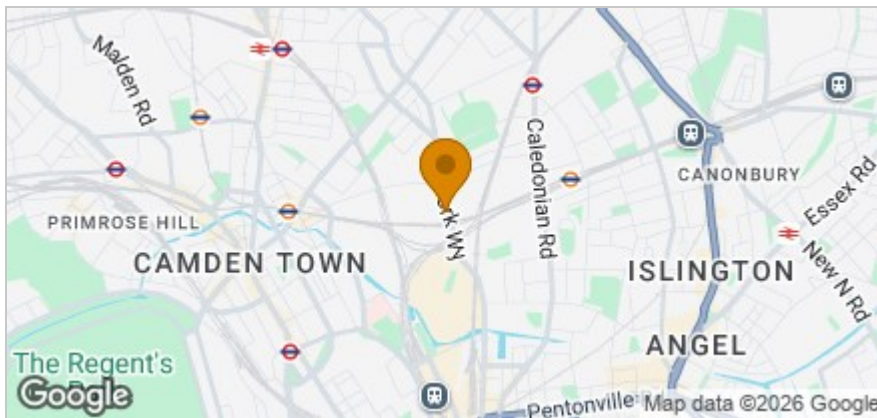 Malden Rd
Caledonian Rd
CANONBURY
Essex Rd
PRIMROSE HILL
New N Rd
CAMDEN TOWN
ISLINGTON
ANGEL
The Regent's
Google
Pentonville
Map data ©2026 Google